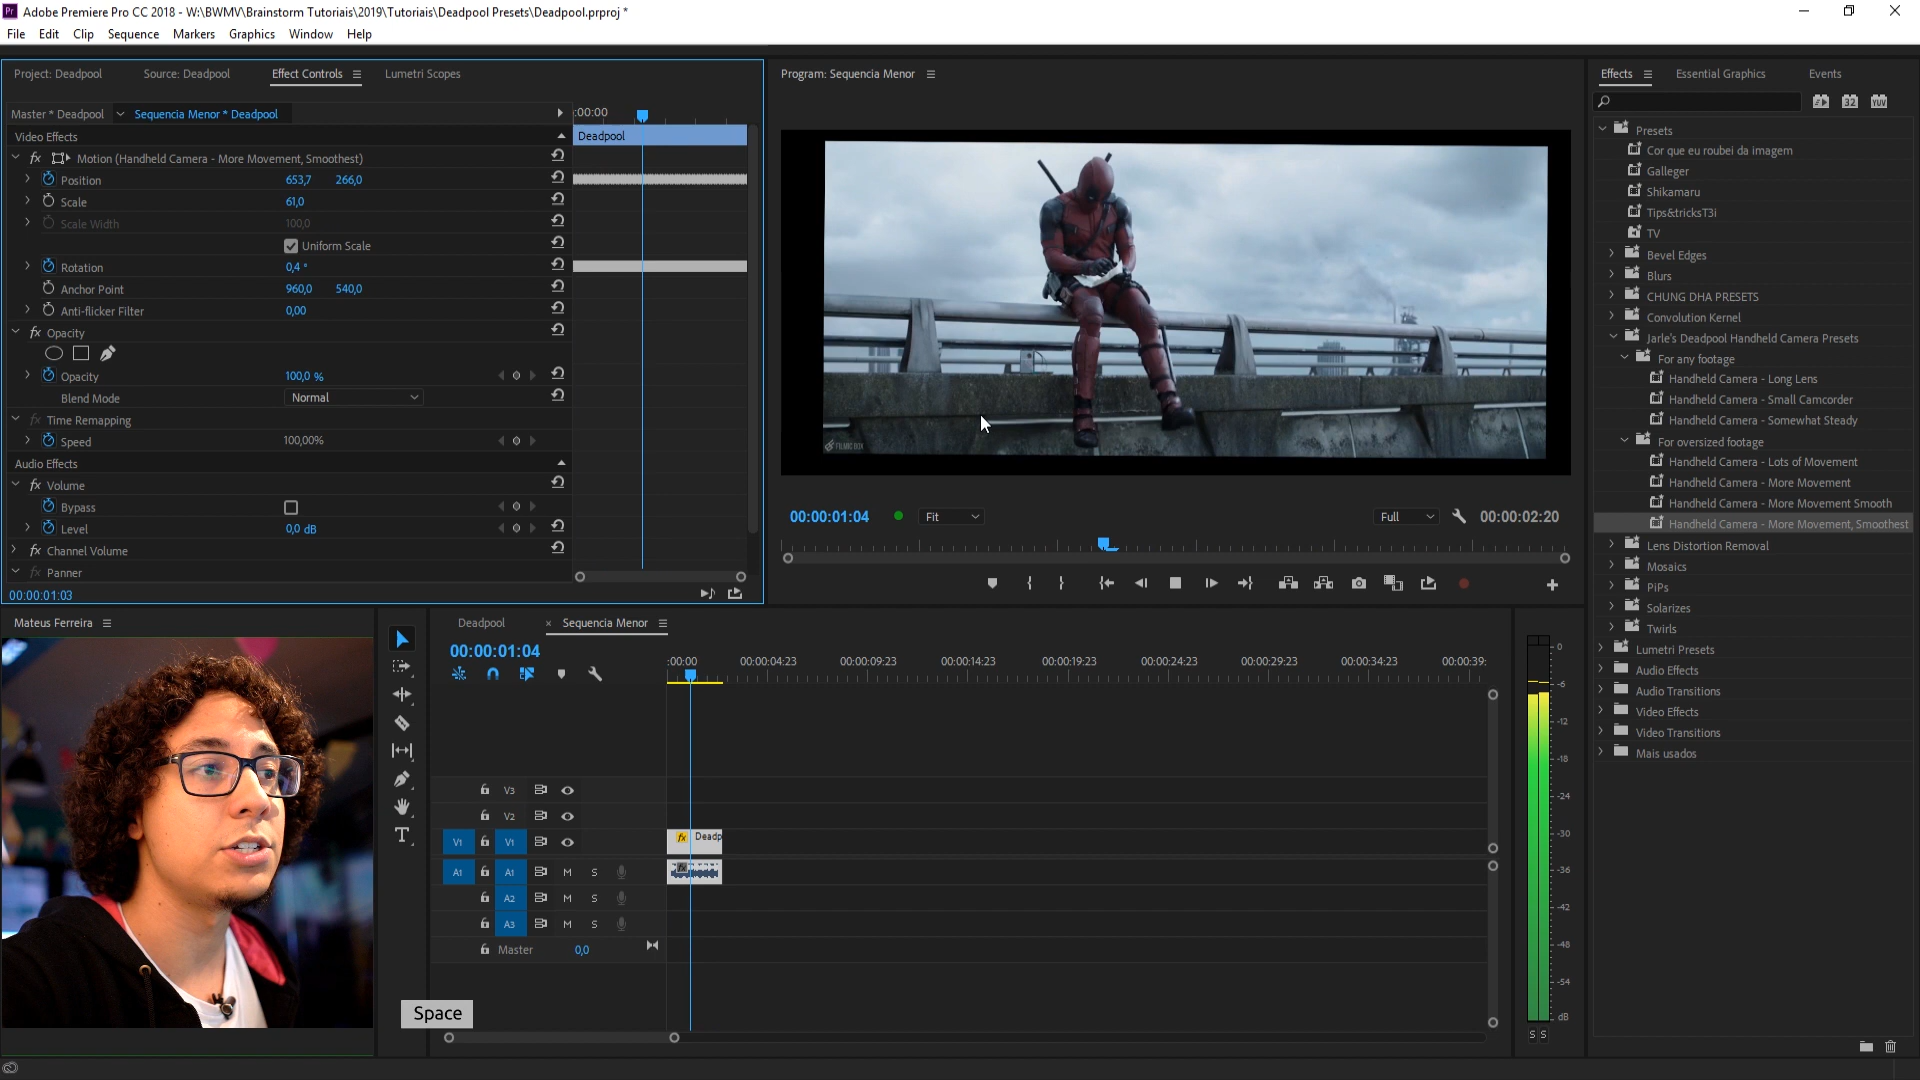 Adobe Premiere Pro CC 2018 - W:\BWMV\Brainstorm Tutoriais\2019\Tutoriais\Deadpool Presets\Deadpool.prproj *
File Edit Clip Sequence Markers Graphics Window Help
Project: Deadpool Source: Deadpool Effect Controls Lumetri Scopes
Master * Deadpool Sequencia Menor * Deadpool
:00:00
Video Effects
Deadpool
fx Motion (Handheld Camera - More Movement, Smoothest)
Position 653,7 266,0
Scale 61,0
Scale Width 100,0
Uniform Scale
Rotation 0,4 °
Anchor Point 960,0 540,0
Anti-flicker Filter 0,00
fx Opacity
Opacity 100,0 %
Blend Mode Normal
fx Time Remapping
Speed 100,00%
Audio Effects
fx Volume
Bypass
Level 0,0 dB
fx Channel Volume
fx Panner
00:00:01:03
Program: Sequencia Menor
FILMIC BOX
00:00:01:04 Fit Full 00:00:02:20
Effects Essential Graphics Events
32 YUV
Presets
Cor que eu roubei da imagem
Galleger
Shikamaru
Tips&tricksT3i
TV
Bevel Edges
Blurs
CHUNG DHA PRESETS
Convolution Kernel
Jarle's Deadpool Handheld Camera Presets
For any footage
Handheld Camera - Long Lens
Handheld Camera - Small Camcorder
Handheld Camera - Somewhat Steady
For oversized footage
Handheld Camera - Lots of Movement
Handheld Camera - More Movement
Handheld Camera - More Movement Smooth
Handheld Camera - More Movement, Smoothest
Lens Distortion Removal
Mosaics
PiPs
Solarizes
Twirls
Lumetri Presets
Audio Effects
Audio Transitions
Video Effects
Video Transitions
Mais usados
Mateus Ferreira
Deadpool × Sequencia Menor
00:00:01:04
:00:00 00:00:04:23 00:00:09:23 00:00:14:23 00:00:19:23 00:00:24:23 00:00:29:23 00:00:34:23 00:00:39:
V3
V2
V1 V1 fx Deadp
A1 A1 M S fx
A2 M S
A3 M S
Master 0,0
Space
0
-6
-12
-18
-24
-30
-36
-42
-48
-54
dB
S S